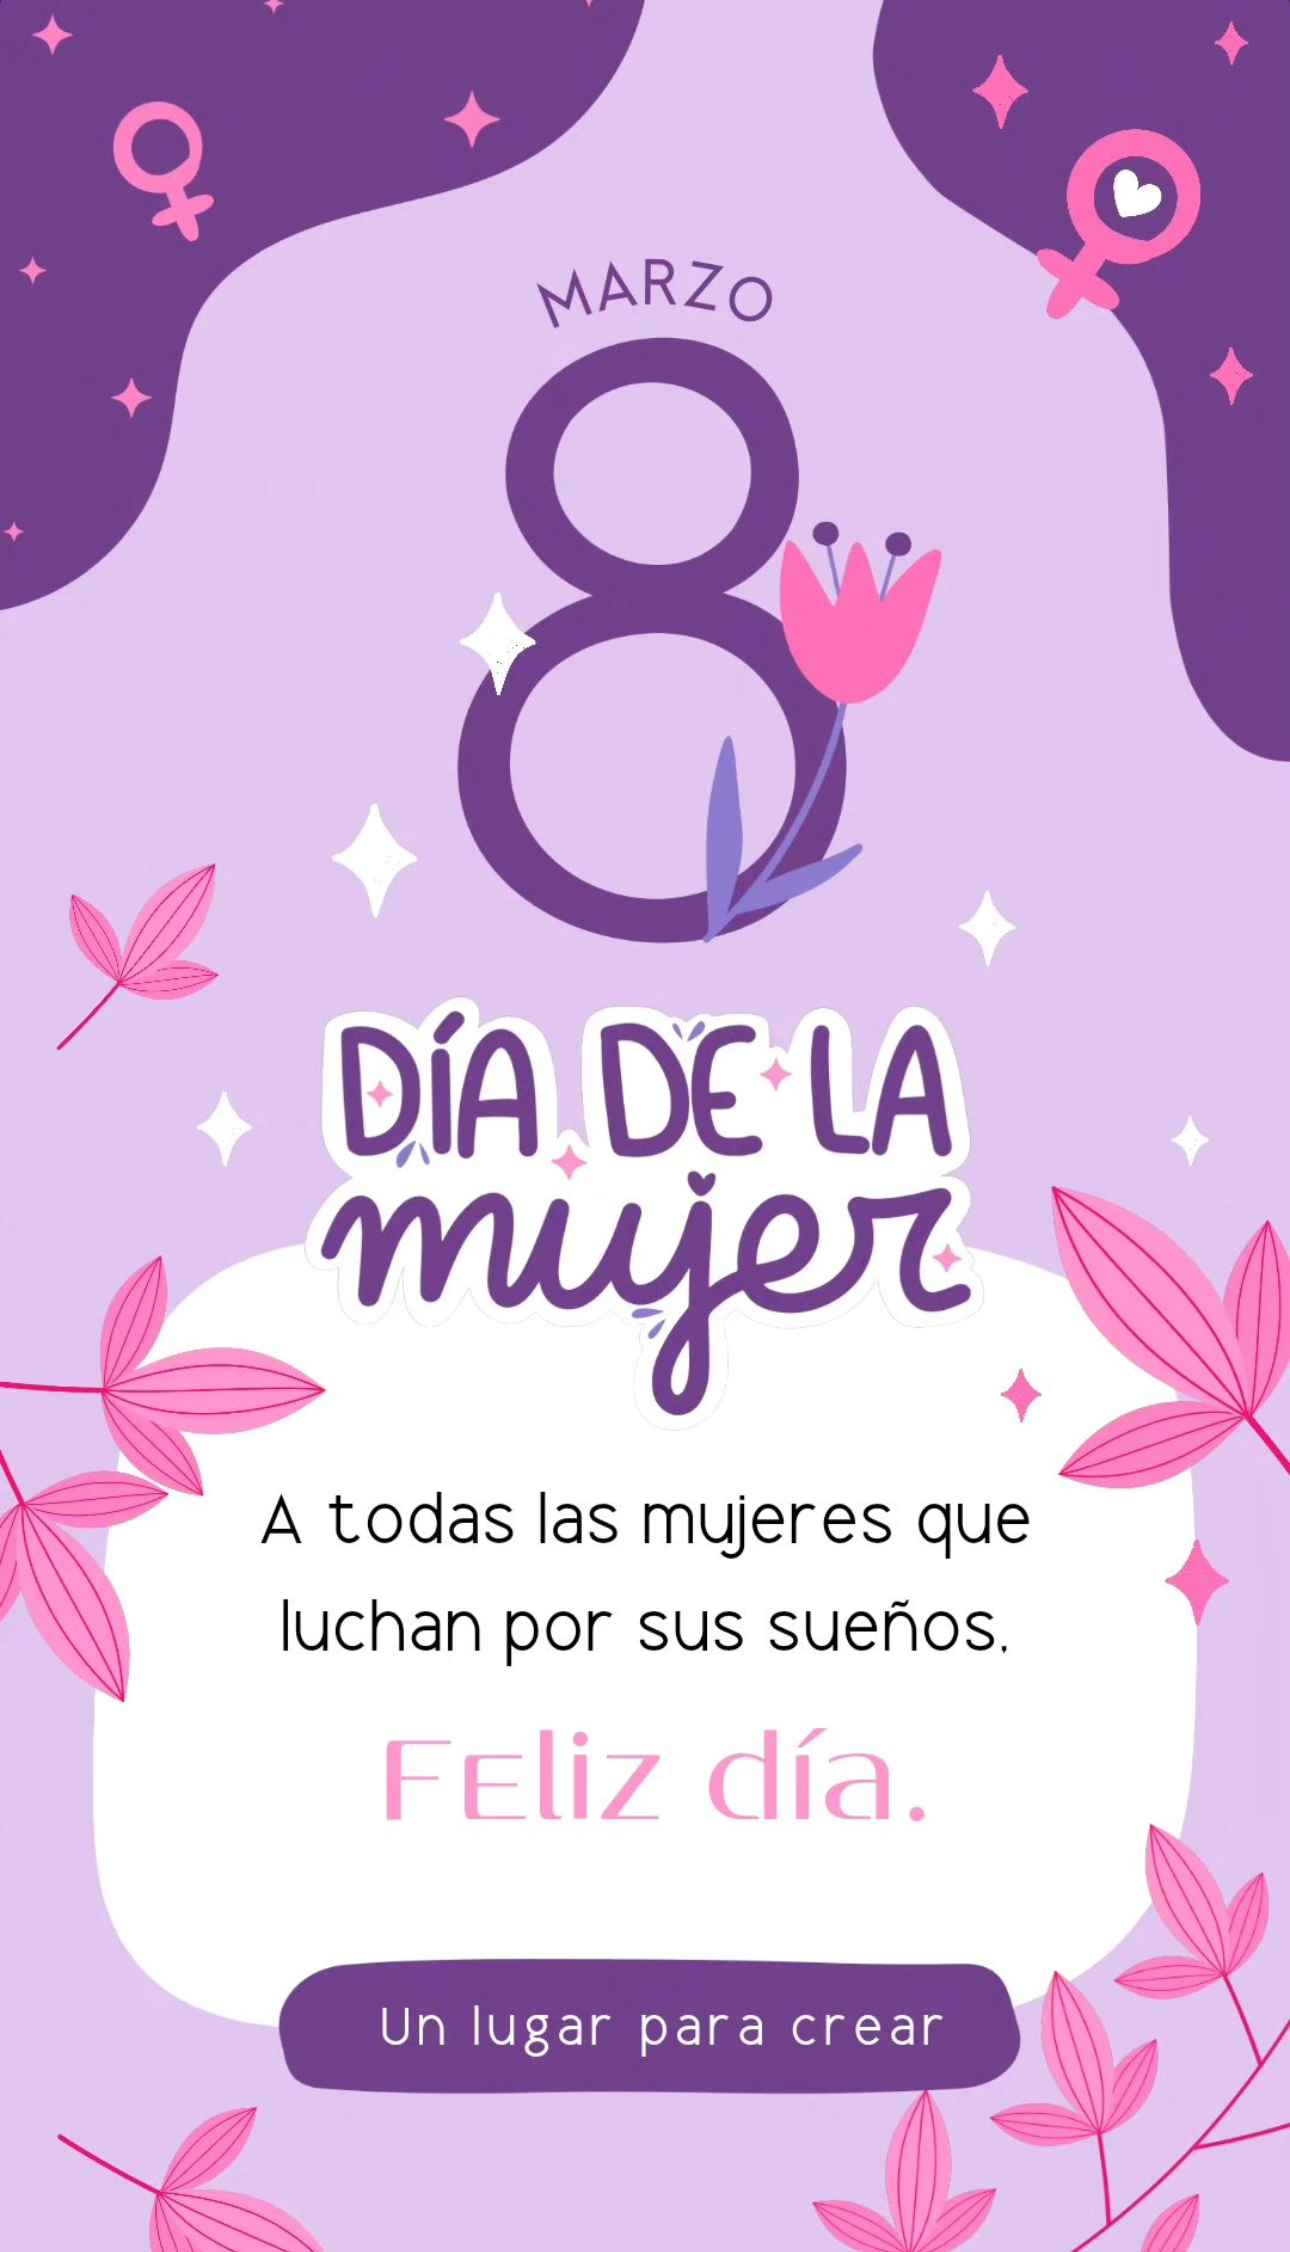 MARZO
8
DÍA DE LA
mujer
A todas las mujeres que
luchan por sus sueños,
Feliz día.
Un lugar para crear